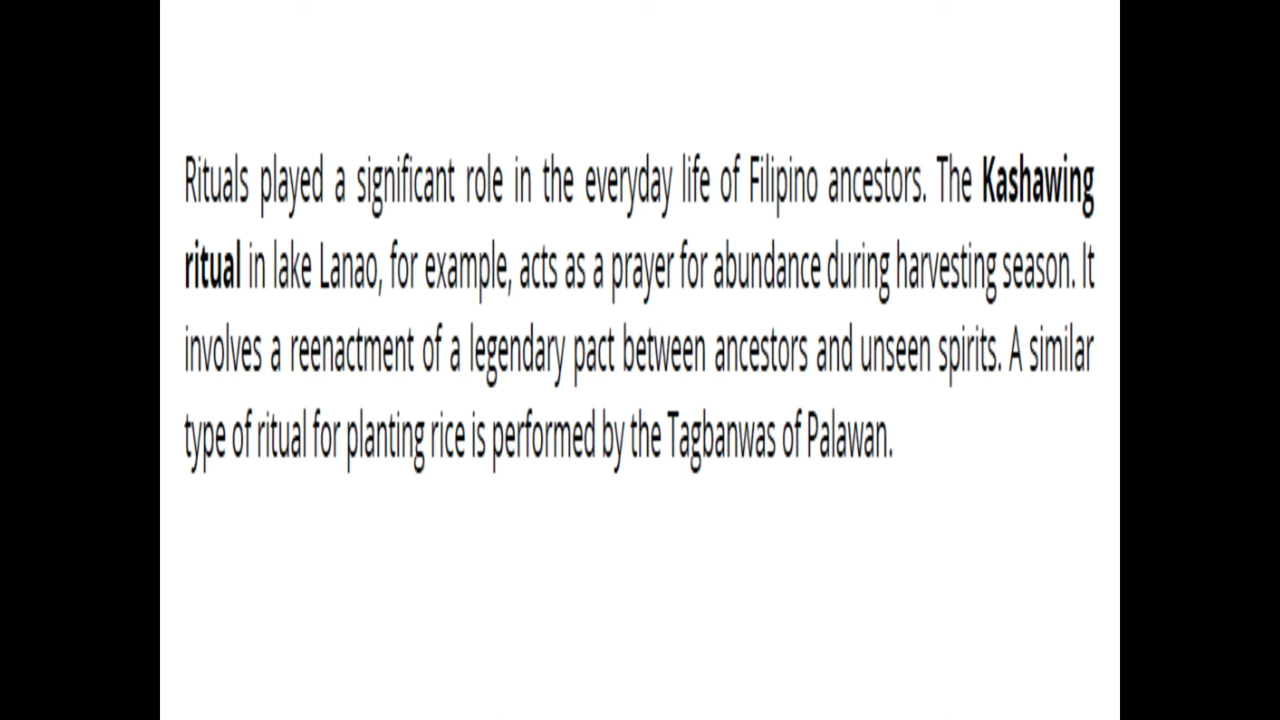 Rituals played a significant role in the everyday life of Filipino ancestors. The Kashawing
ritual in lake Lanao, for example, acts as a prayer for abundance during harvesting season. It
involves a reenactment of a legendary pact between ancestors and unseen spirits. A similar
type of ritual for planting rice is performed by the Tagbanwas of Palawan.